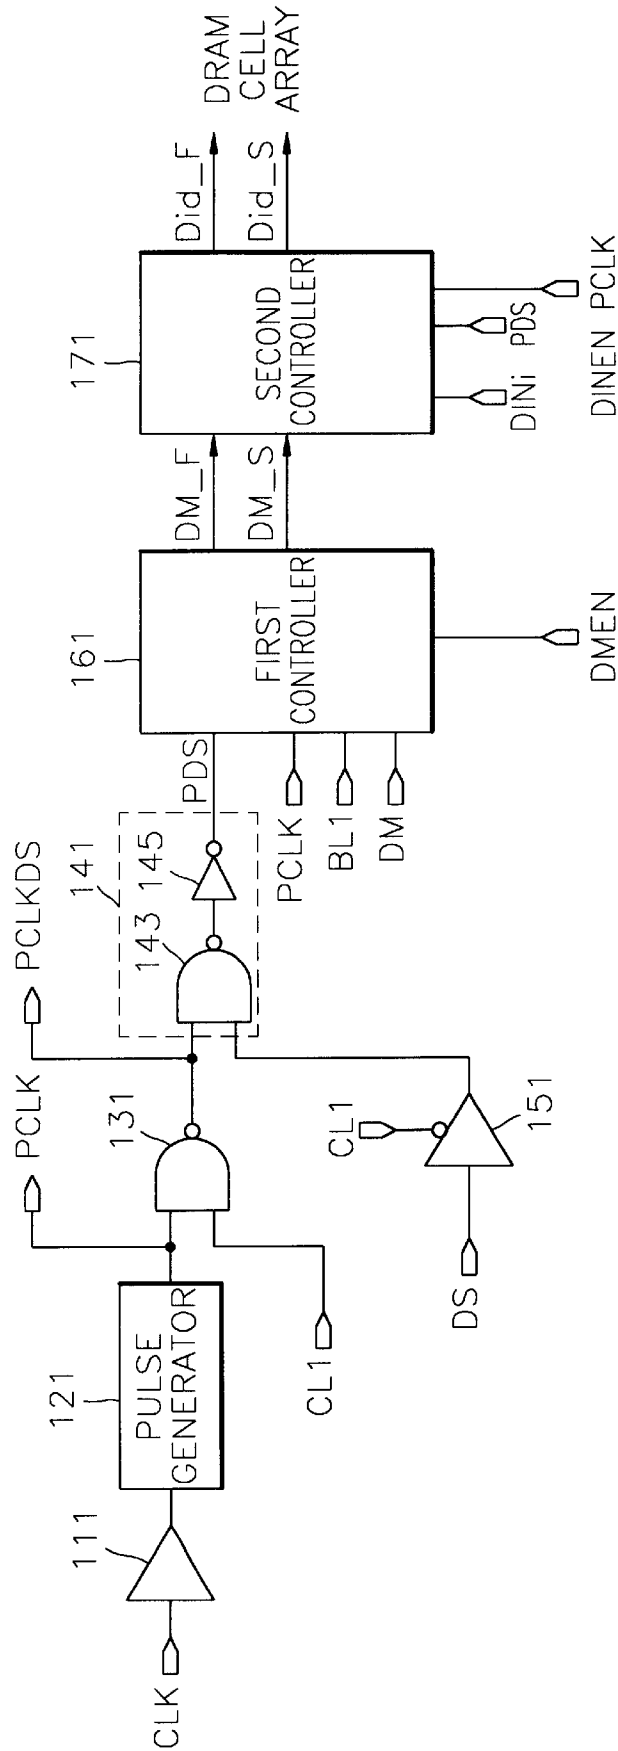 CLK
111
121
PULSE
GENERATOR
PCLK
131
CL1
PCLKDS
141
143
145
PDS
DS
CL1
151
PCLK
BL1
DM
161
FIRST
CONTROLLER
DMEN
DM_F
DM_S
171
SECOND
CONTROLLER
DINi
PDS
DINEN PCLK
Did_F
Did_S
DRAM
CELL
ARRAY